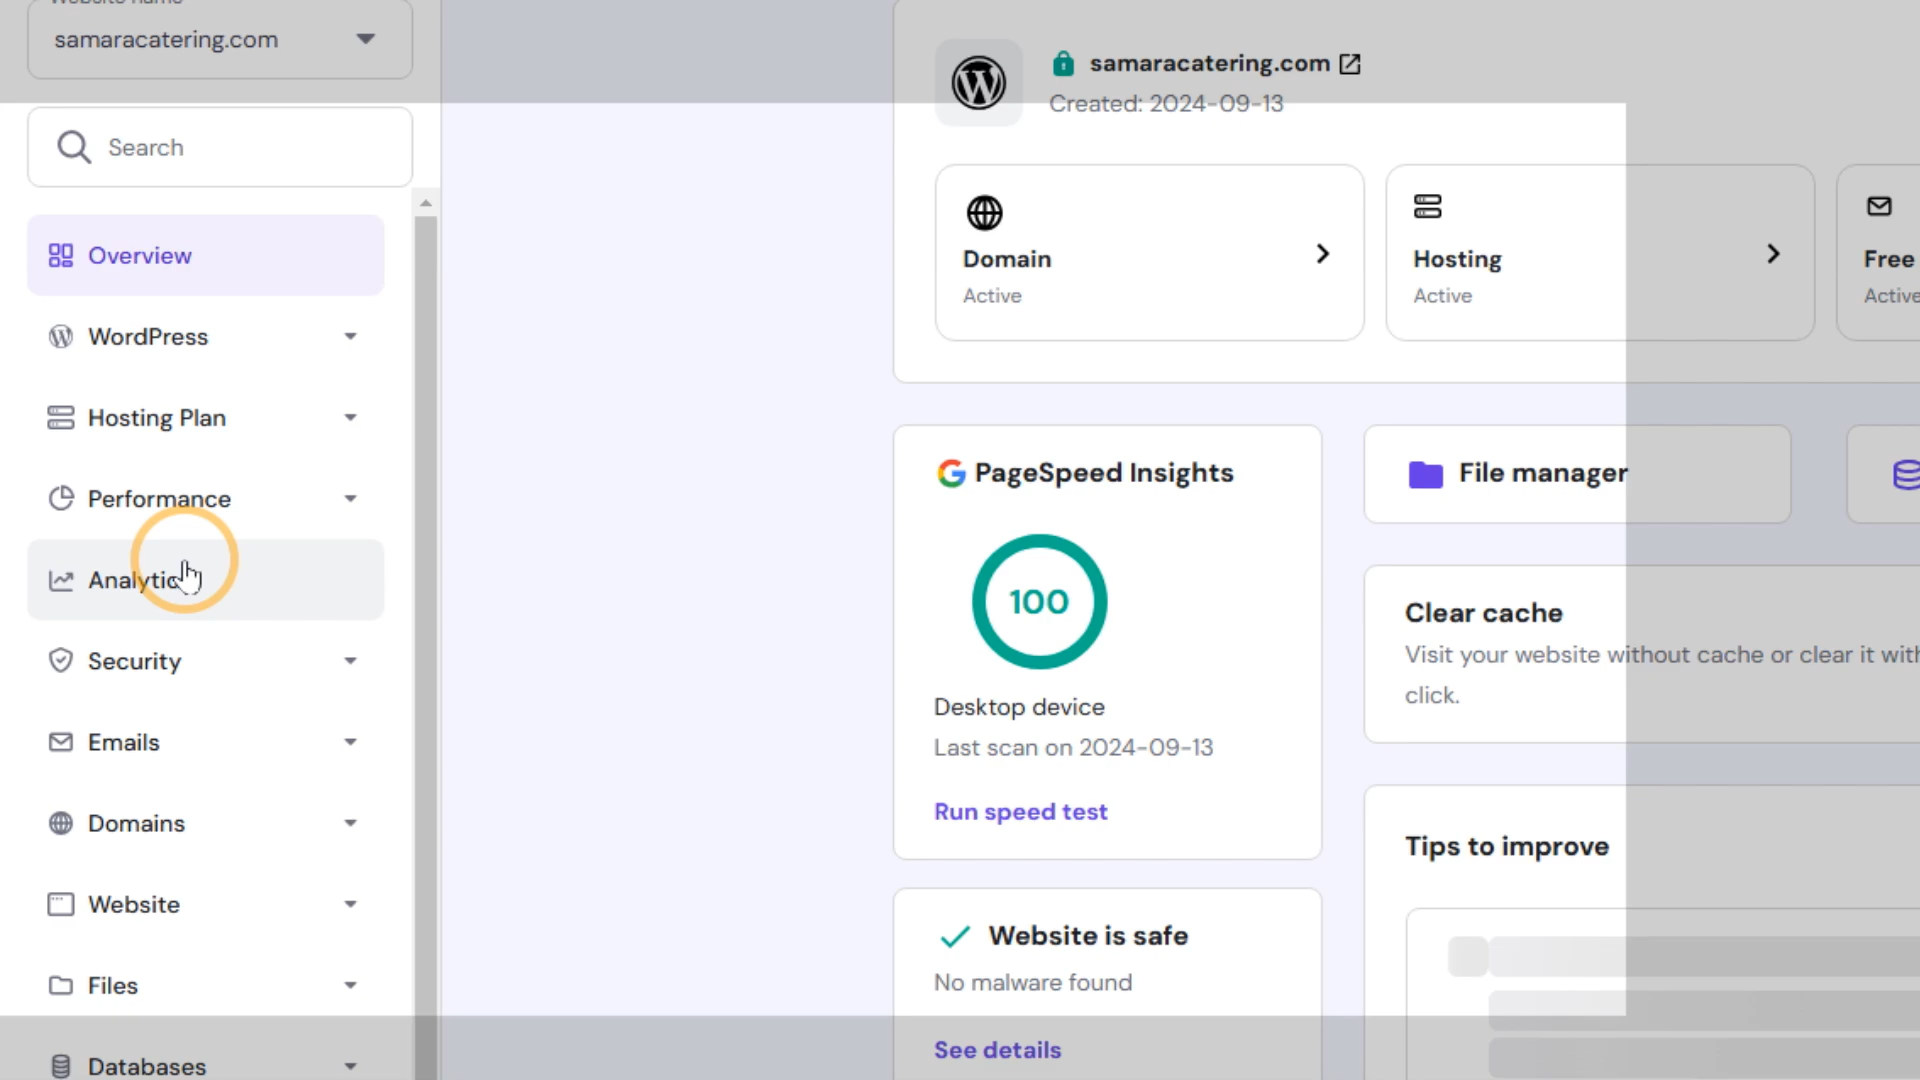 Website name
samaracatering.com
Search
Overview
WordPress
Hosting Plan
Performance
Analytic
Security
Emails
Domains
Website
Files
Databases
samaracatering.com
Created: 2024-09-13
Domain
Active
Hosting
Active
Free
Active
PageSpeed Insights
100
Desktop device
Last scan on 2024-09-13
Run speed test
Website is safe
No malware found
See details
File manager
Clear cache
Visit your website without cache or clear it with
click.
Tips to improve